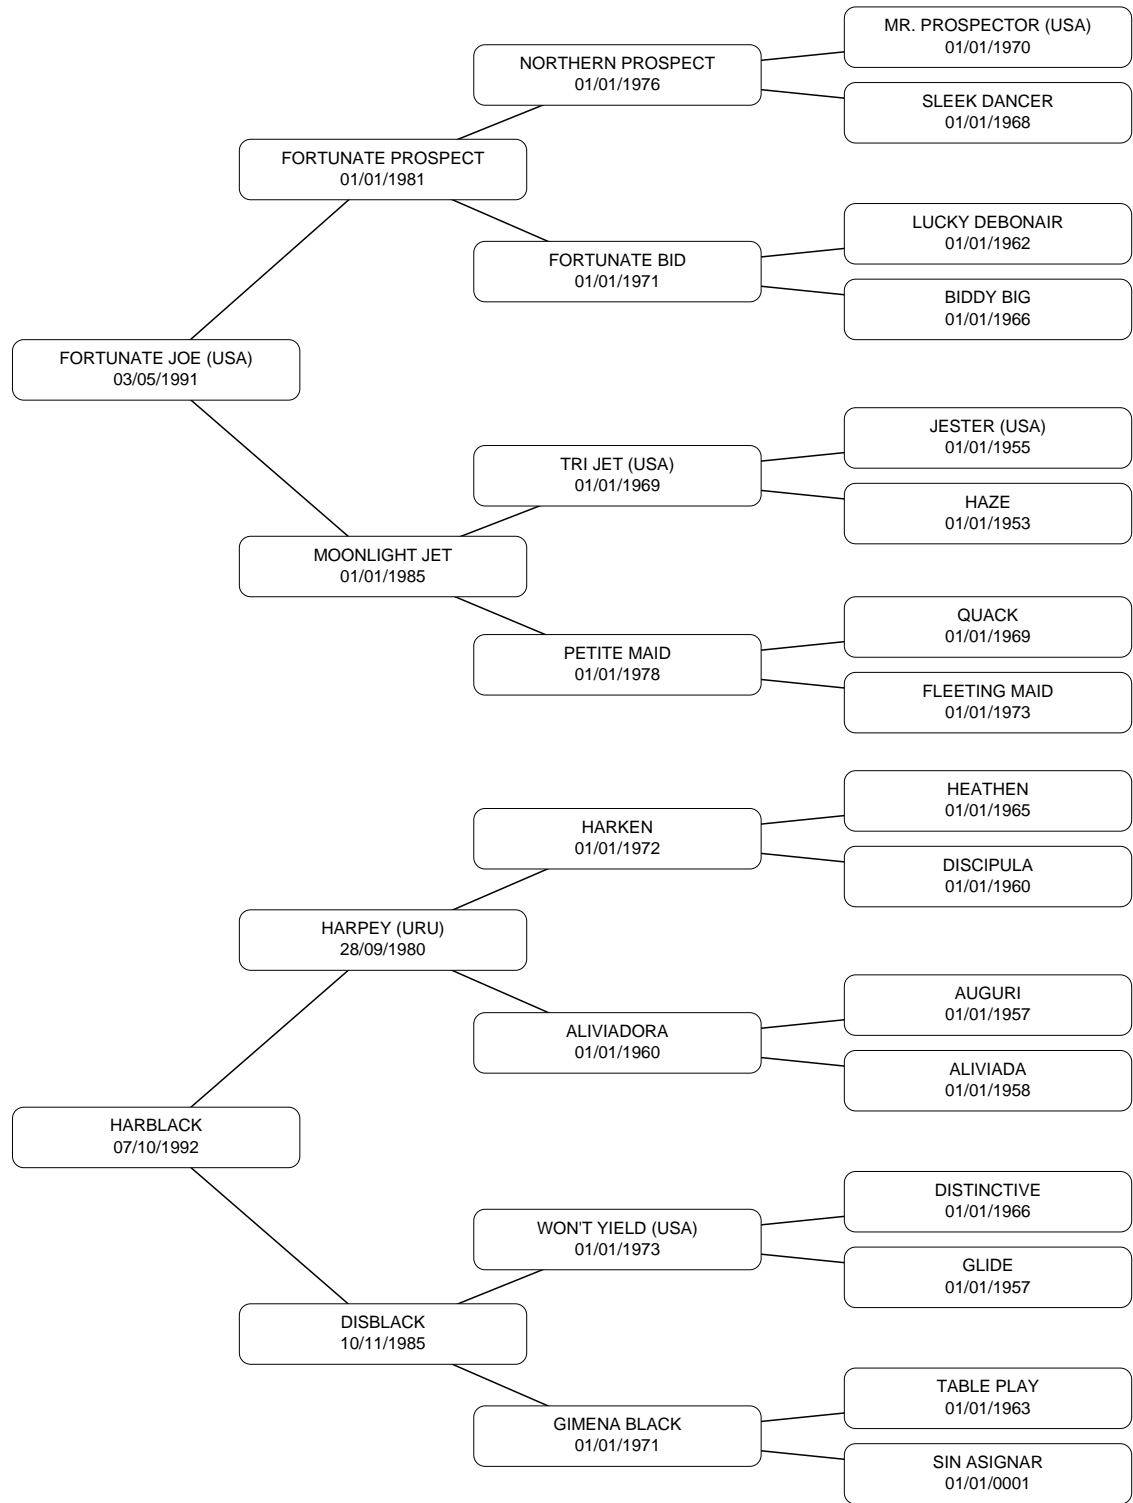 MR. PROSPECTOR (USA)
01/01/1970
NORTHERN PROSPECT
01/01/1976
SLEEK DANCER
01/01/1968
FORTUNATE PROSPECT
01/01/1981
LUCKY DEBONAIR
01/01/1962
FORTUNATE BID
01/01/1971
BIDDY BIG
01/01/1966
FORTUNATE JOE (USA)
03/05/1991
JESTER (USA)
01/01/1955
TRI JET (USA)
01/01/1969
HAZE
01/01/1953
MOONLIGHT JET
01/01/1985
QUACK
01/01/1969
PETITE MAID
01/01/1978
FLEETING MAID
01/01/1973
HEATHEN
01/01/1965
HARKEN
01/01/1972
DISCIPULA
01/01/1960
HARPEY (URU)
28/09/1980
AUGURI
01/01/1957
ALIVIADORA
01/01/1960
ALIVIADA
01/01/1958
HARBLACK
07/10/1992
DISTINCTIVE
01/01/1966
WON'T YIELD (USA)
01/01/1973
GLIDE
01/01/1957
DISBLACK
10/11/1985
TABLE PLAY
01/01/1963
GIMENA BLACK
01/01/1971
SIN ASIGNAR
01/01/0001